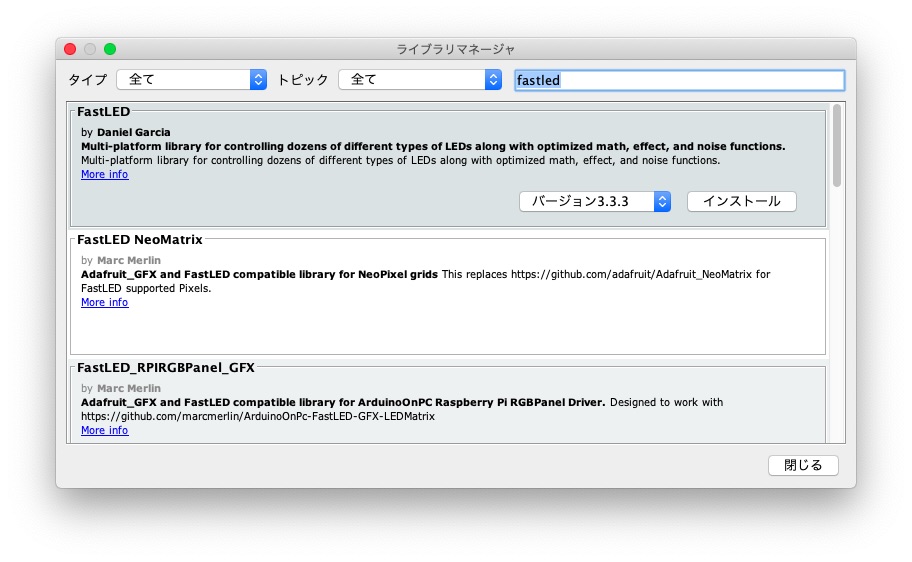 ライブラリマネージャ
タイプ 全て トピック 全て fastled
FastLED
by Daniel Garcia
Multi-platform library for controlling dozens of different types of LEDs along with optimized math, effect, and noise functions.
Multi-platform library for controlling dozens of different types of LEDs along with optimized math, effect, and noise functions.
More info
バージョン3.3.3 インストール
FastLED NeoMatrix
by Marc Merlin
Adafruit_GFX and FastLED compatible library for NeoPixel grids This replaces https://github.com/adafruit/Adafruit_NeoMatrix for
FastLED supported Pixels.
More info
FastLED_RPIRGBPanel_GFX
by Marc Merlin
Adafruit_GFX and FastLED compatible library for ArduinoOnPC Raspberry Pi RGBPanel Driver. Designed to work with
https://github.com/marcmerlin/ArduinoOnPc-FastLED-GFX-LEDMatrix
More info
閉じる